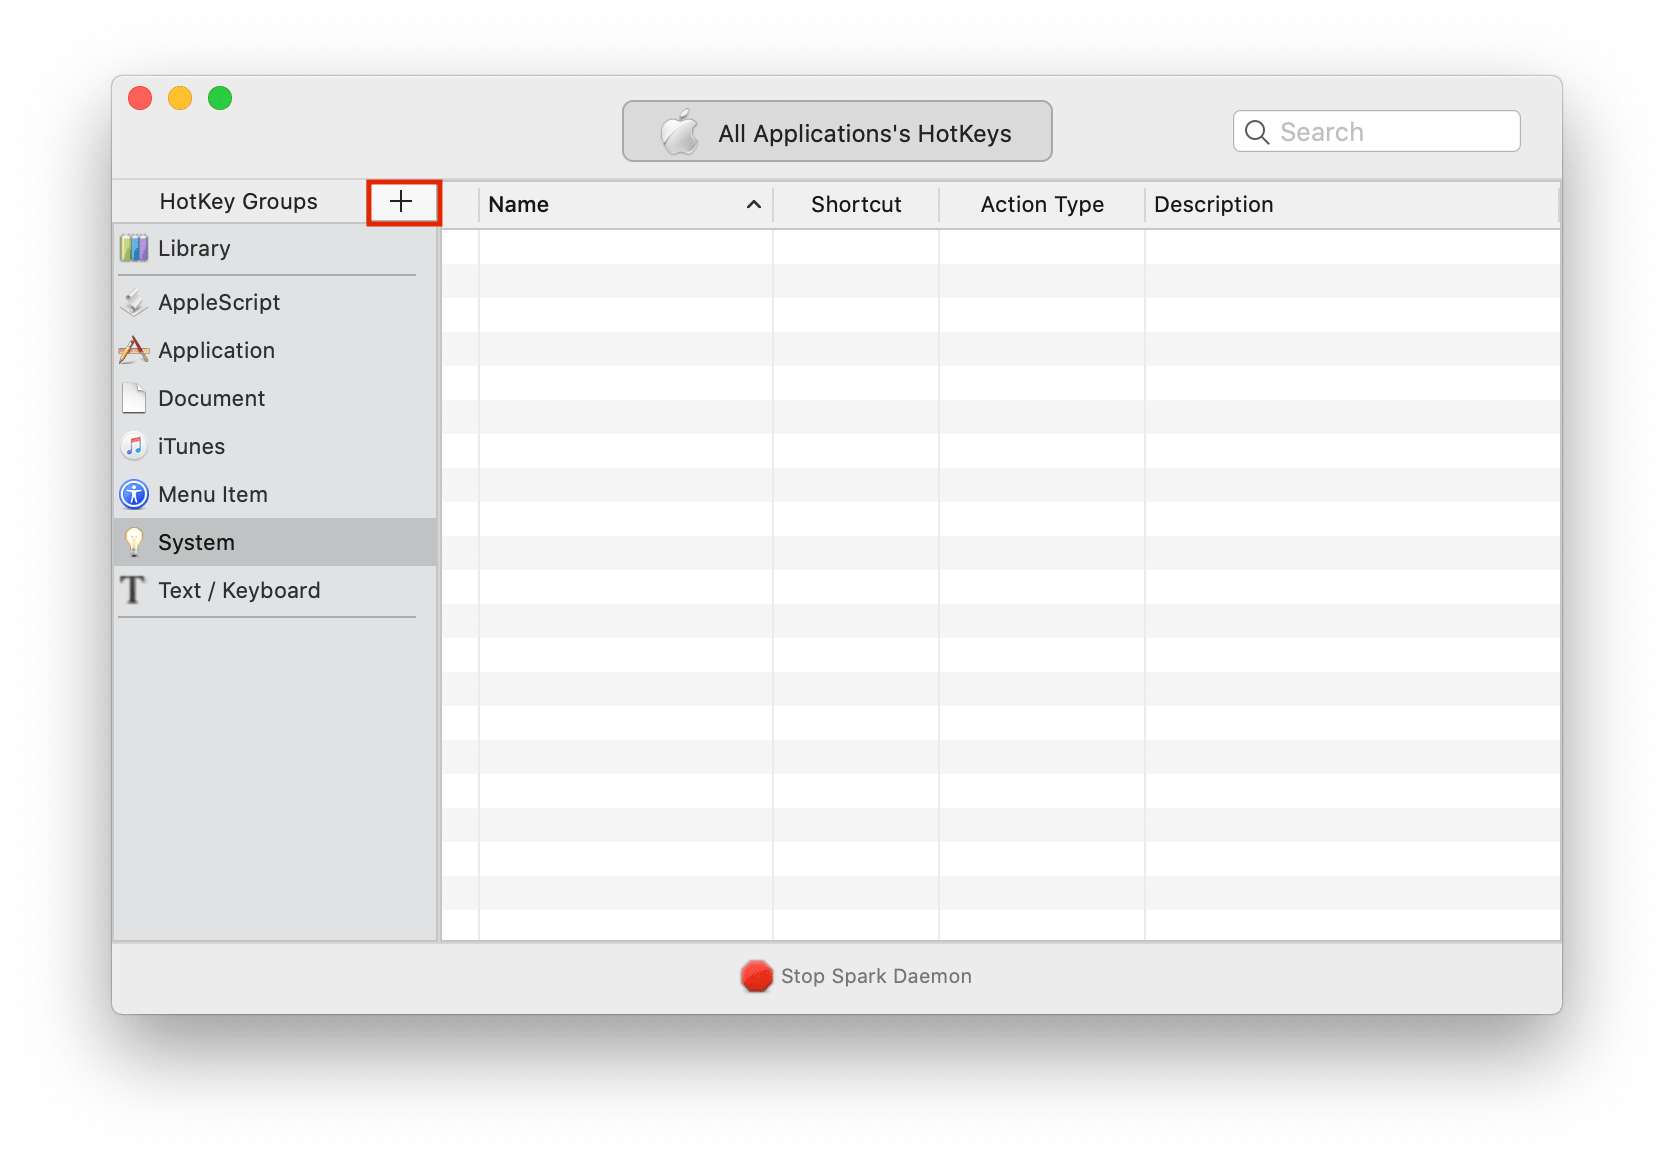 All Applications's HotKeys
Search
HotKey Groups
Name
Shortcut
Action Type
Description
Library
AppleScript
Application
Document
iTunes
Menu Item
System
Text / Keyboard
Stop Spark Daemon